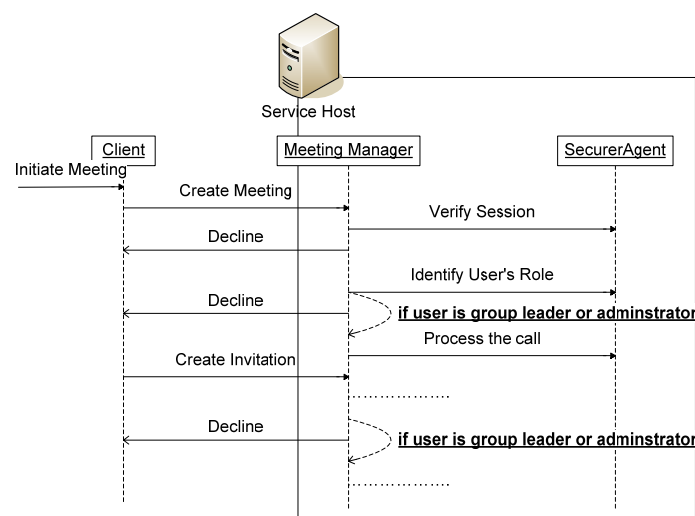 Service Host
Client
Meeting Manager
SecurerAgent
Initiate Meeting
Create Meeting
Verify Session
Decline
Identify User's Role
Decline
if user is group leader or adminstrator
Process the call
Create Invitation
..................
Decline
if user is group leader or adminstrator
..................